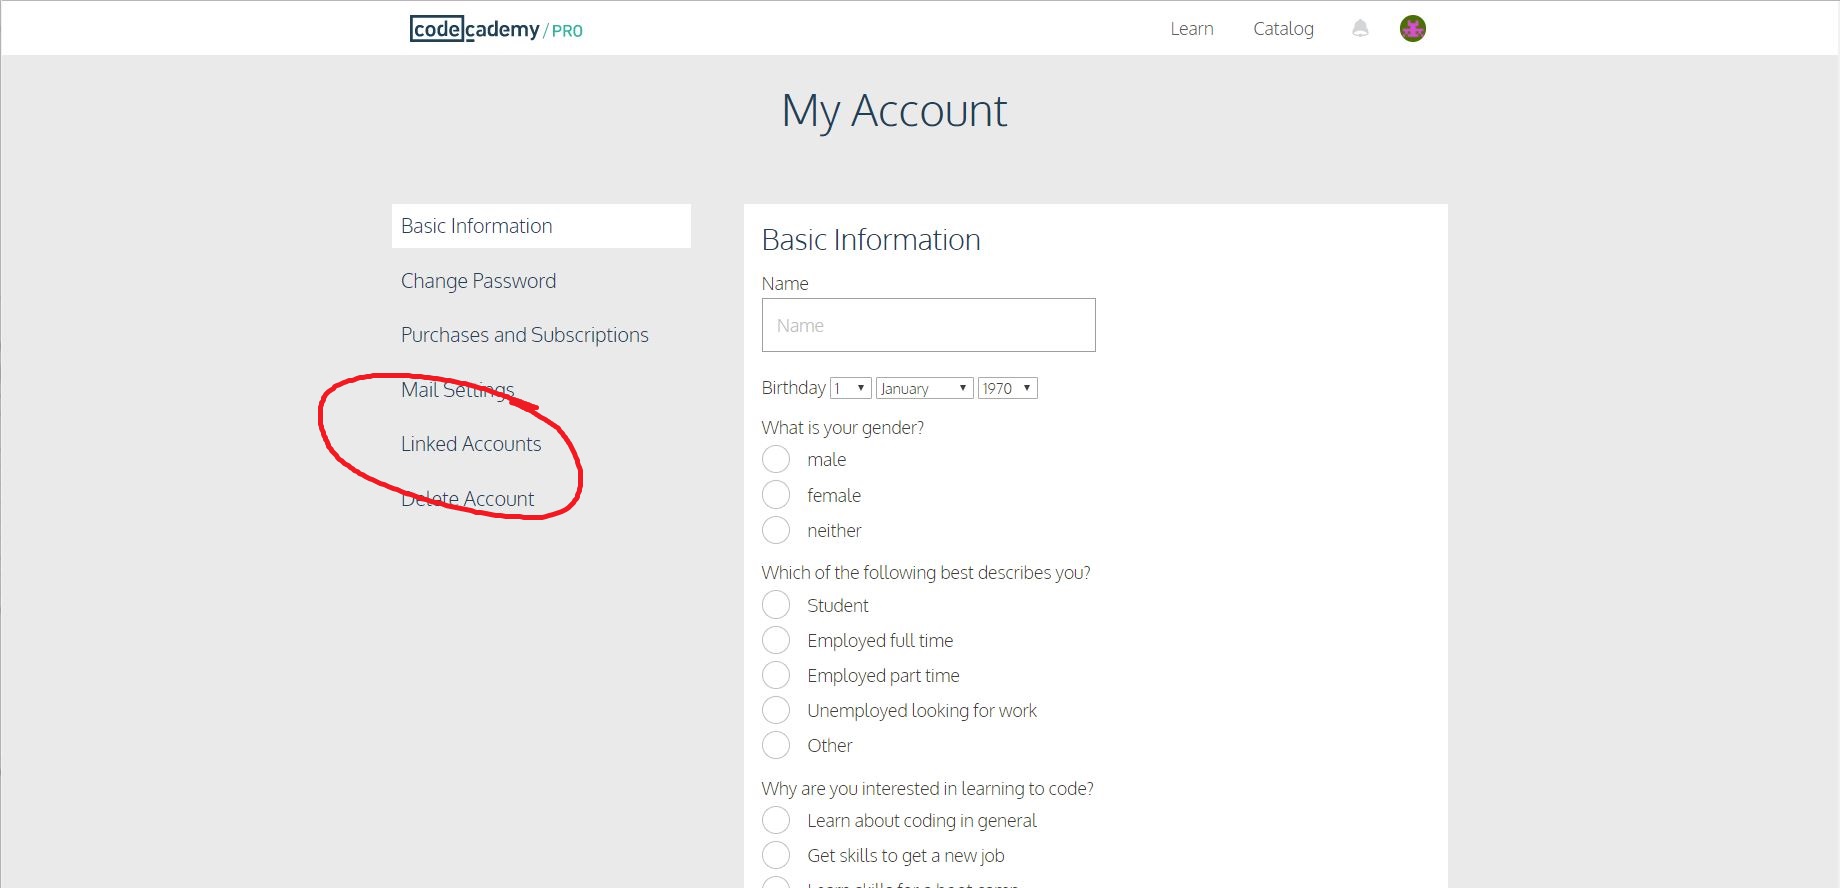 codecademy/PRO
Learn
Catalog
My Account
Basic Information
Change Password
Purchases and Subscriptions
Mail Settings
Linked Accounts
Delete Account
Basic Information
Name
Name
Birthday 1 January 1970
What is your gender?
male
female
neither
Which of the following best describes you?
Student
Employed full time
Employed part time
Unemployed looking for work
Other
Why are you interested in learning to code?
Learn about coding in general
Get skills to get a new job